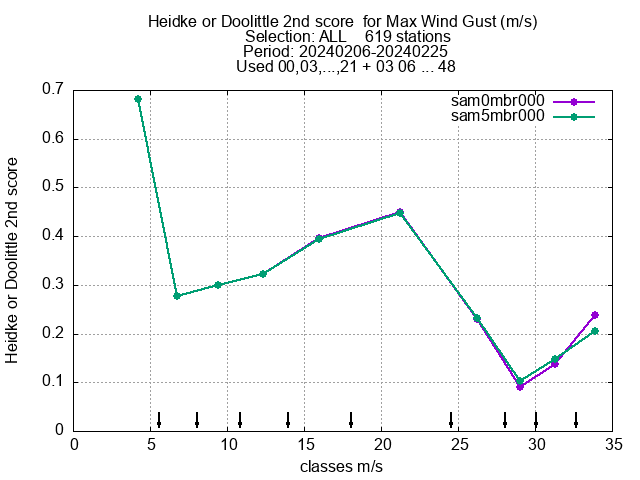 Heidke or Doolittle 2nd score  for Max Wind Gust (m/s)
Selection: ALL    619 stations
Period: 20240206-20240225
Used 00,03,...,21 + 03 06 ... 48
sam0mbr000
sam5mbr000
Heidke or Doolittle 2nd score
0.7
0.6
0.5
0.4
0.3
0.2
0.1
0
0 5 10 15 20 25 30 35
classes m/s